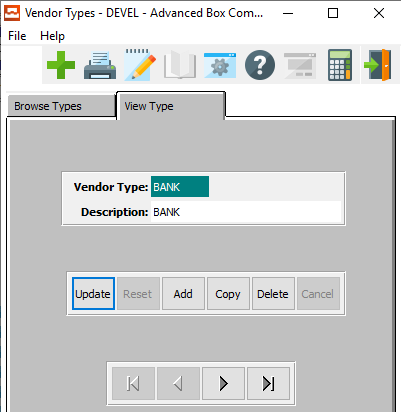 Vendor Types - DEVEL - Advanced Box Com...
File Help
Browse Types View Type
Vendor Type: BANK
Description: BANK
Update Reset Add Copy Delete Cancel